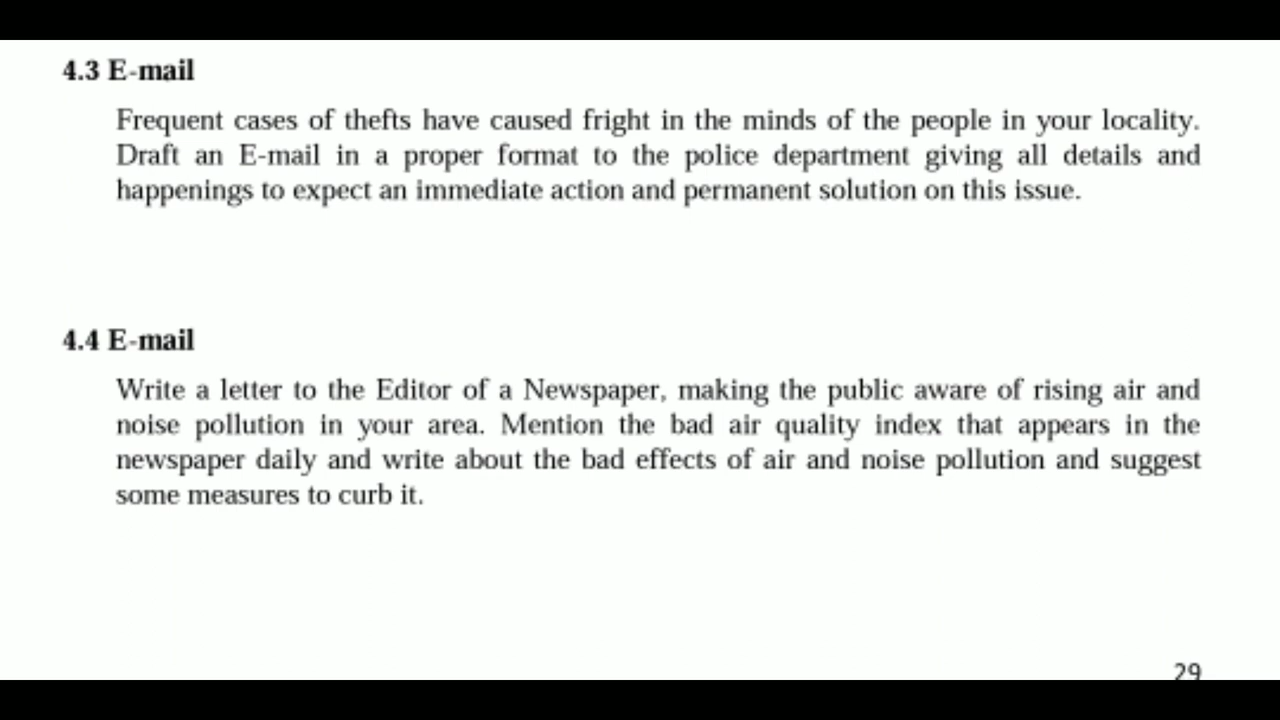 4.3 E-mail
Frequent cases of thefts have caused fright in the minds of the people in your locality.
Draft an E-mail in a proper format to the police department giving all details and
happenings to expect an immediate action and permanent solution on this issue.
4.4 E-mail
Write a letter to the Editor of a Newspaper, making the public aware of rising air and
noise pollution in your area. Mention the bad air quality index that appears in the
newspaper daily and write about the bad effects of air and noise pollution and suggest
some measures to curb it.
29